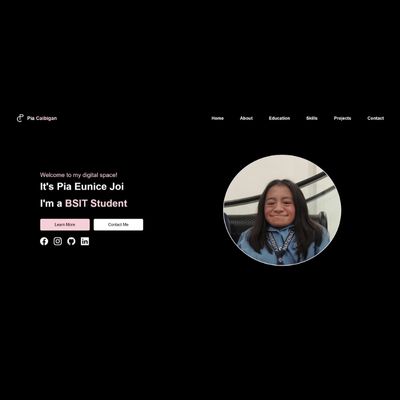 Pia Caibigan
Home About Education Skills Projects Contact
Welcome to my digital space!
It's Pia Eunice Joi
I'm a BSIT Student
Learn More Contact Me